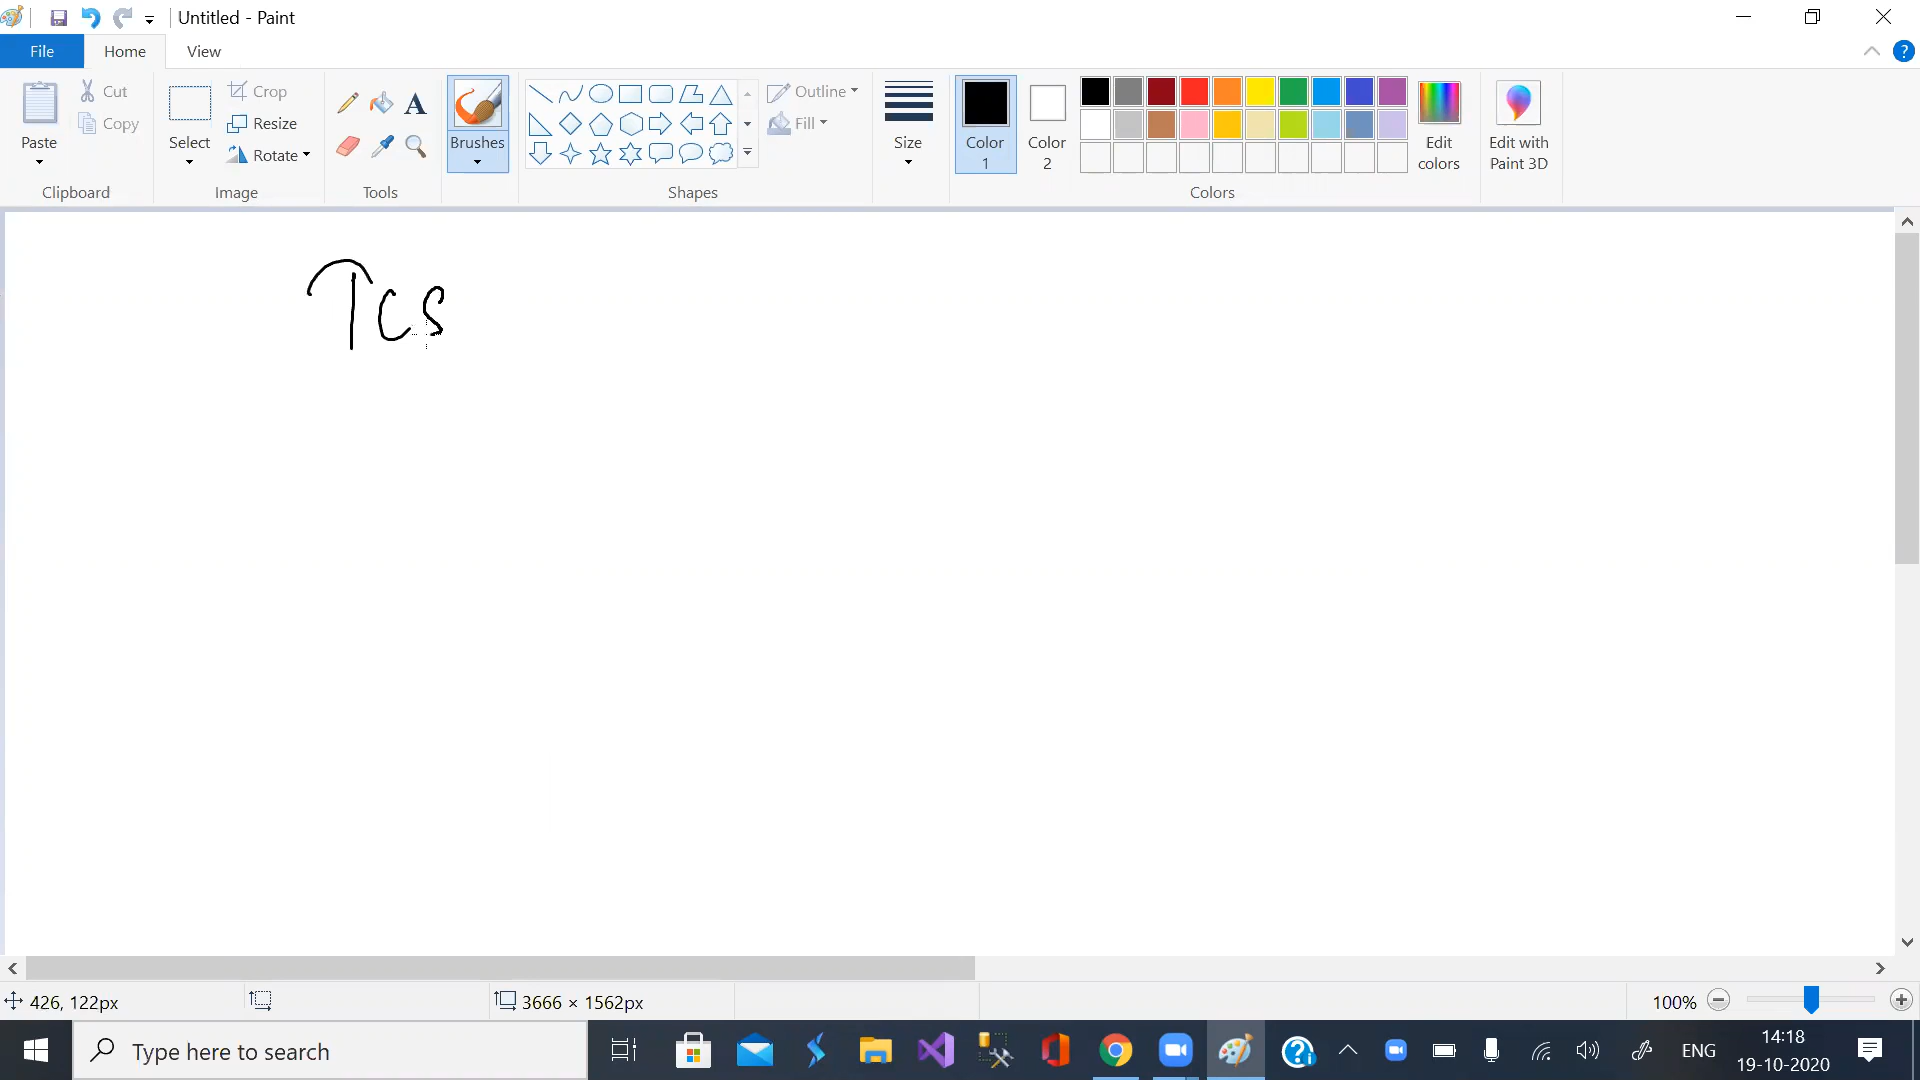 Untitled - Paint
File Home View
Paste Cut Copy Clipboard
Select Crop Resize Rotate Image
Tools
Brushes
Shapes
Outline Fill
Size
Color 1
Color 2
Edit colors
Colors
Edit with Paint 3D
?
TCS
426, 122px
3666 × 1562px
100%
Type here to search
ENG
14:18
19-10-2020